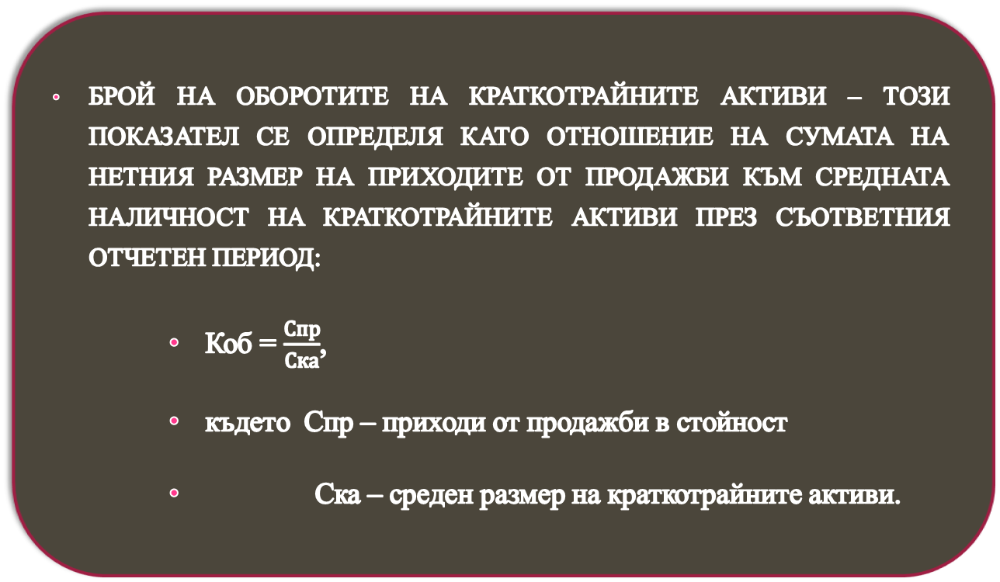 • БРОЙ НА ОБОРОТИТЕ НА КРАТКОТРАЙНИТЕ АКТИВИ – ТОЗИ
ПОКАЗАТЕЛ СЕ ОПРЕДЕЛЯ КАТО ОТНОШЕНИЕ НА СУМАТА НА
НЕТНИЯ РАЗМЕР НА ПРИХОДИТЕ ОТ ПРОДАЖБИ КЪМ СРЕДНАТА
НАЛИЧНОСТ НА КРАТКОТРАЙНИТЕ АКТИВИ ПРЕЗ СЪОТВЕТНИЯ
ОТЧЕТЕН ПЕРИОД:
• Коб = Спр/Ска,
• където Спр – приходи от продажби в стойност
• Ска – среден размер на краткотрайните активи.